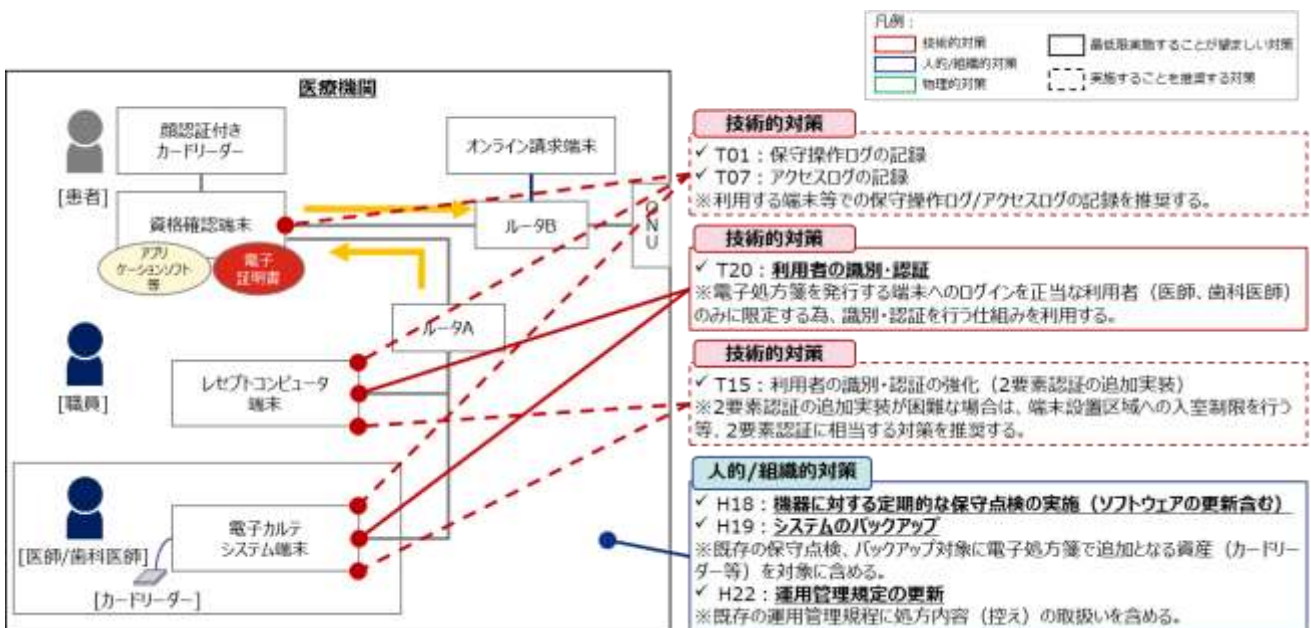 凡例：
技術的対策
人的/組織的対策
物理的対策
最低限実施することが望ましい対策
実施することを推奨する対策
医療機関
[患者]
顔認証付き
カードリーダー
資格確認端末
アプリ
ケーションソフト
等
電子
証明書
オンライン請求端末
ルータB
ONU
ルータA
[職員]
レセプトコンピュータ
端末
[医師/歯科医師]
電子カルテ
システム端末
[カードリーダー]
技術的対策
✓ T01：保守操作ログの記録
✓ T07：アクセスログの記録
※利用する端末等での保守操作ログ/アクセスログの記録を推奨する。
技術的対策
✓ T20：利用者の識別・認証
※電子処方箋を発行する端末へのログインを正当な利用者（医師、歯科医師）
のみに限定する為、識別・認証を行う仕組みを利用する。
技術的対策
✓ T15：利用者の識別・認証の強化（2要素認証の追加実装）
※2要素認証の追加実装が困難な場合は、端末設置区域への入室制限を行う
等、2要素認証に相当する対策を推奨する。
人的/組織的対策
✓ H18：機器に対する定期的な保守点検の実施（ソフトウェアの更新含む）
✓ H19：システムのバックアップ
※既存の保守点検、バックアップ対象に電子処方箋で追加となる資産（カードリー
ダー等）を対象に含める。
✓ H22：運用管理規定の更新
※既存の運用管理規程に処方内容（控え）の取扱いを含める。